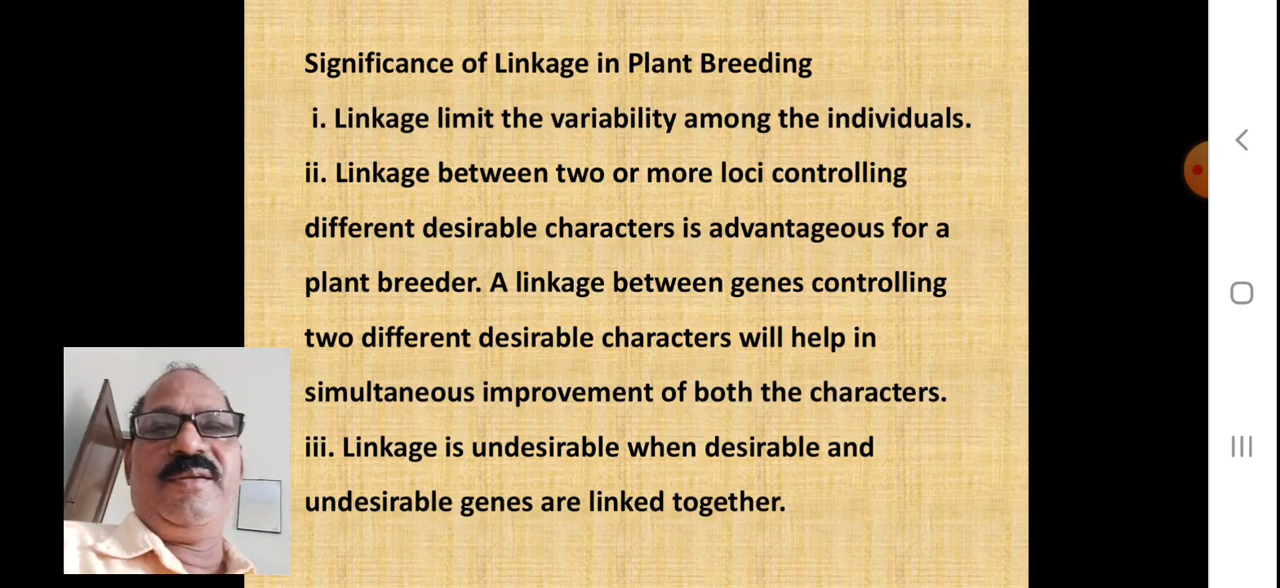 Significance of Linkage in Plant Breeding
i. Linkage limit the variability among the individuals.
ii. Linkage between two or more loci controlling
different desirable characters is advantageous for a
plant breeder. A linkage between genes controlling
two different desirable characters will help in
simultaneous improvement of both the characters.
iii. Linkage is undesirable when desirable and
undesirable genes are linked together.